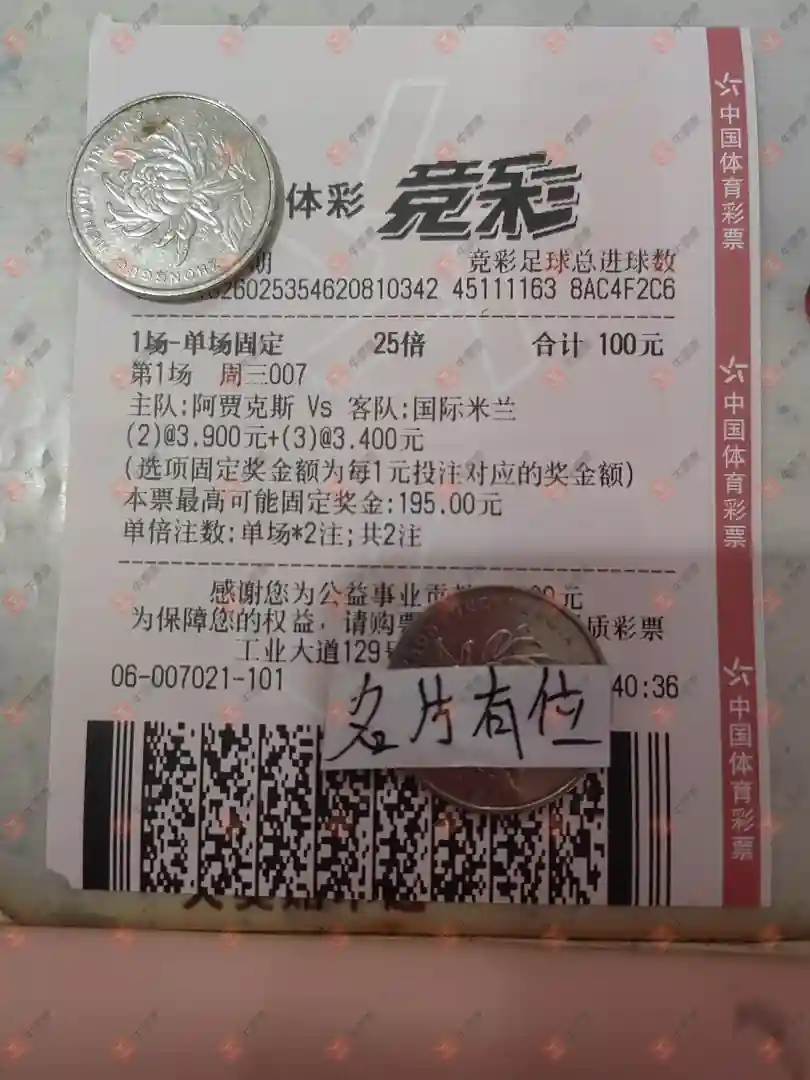 体彩 竞彩
期 竞彩足球总进球数
026025354620810342 45111163 8AC4F2C6
1场-单场固定 25倍 合计 100元
第1场 周三007
主队:阿贾克斯 Vs 客队:国际米兰
(2)@3.900元+(3)@3.400元
(选项固定奖金额为每1元投注对应的奖金额)
本票最高可能固定奖金:195.00元
单倍注数:单场*2注;共2注
感谢您为公益事业贡 元
为保障您的权益,请购票 质彩票
工业大道129号
06-007021-101 40:36
名片有位
中国体育彩票
中国体育彩票
中国体育彩票